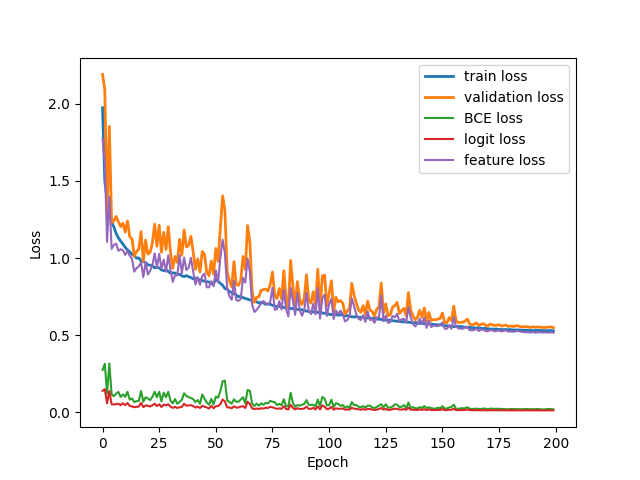 train loss
validation loss
BCE loss
logit loss
feature loss
Loss
2.0
1.5
1.0
0.5
0.0
0 25 50 75 100 125 150 175 200
Epoch